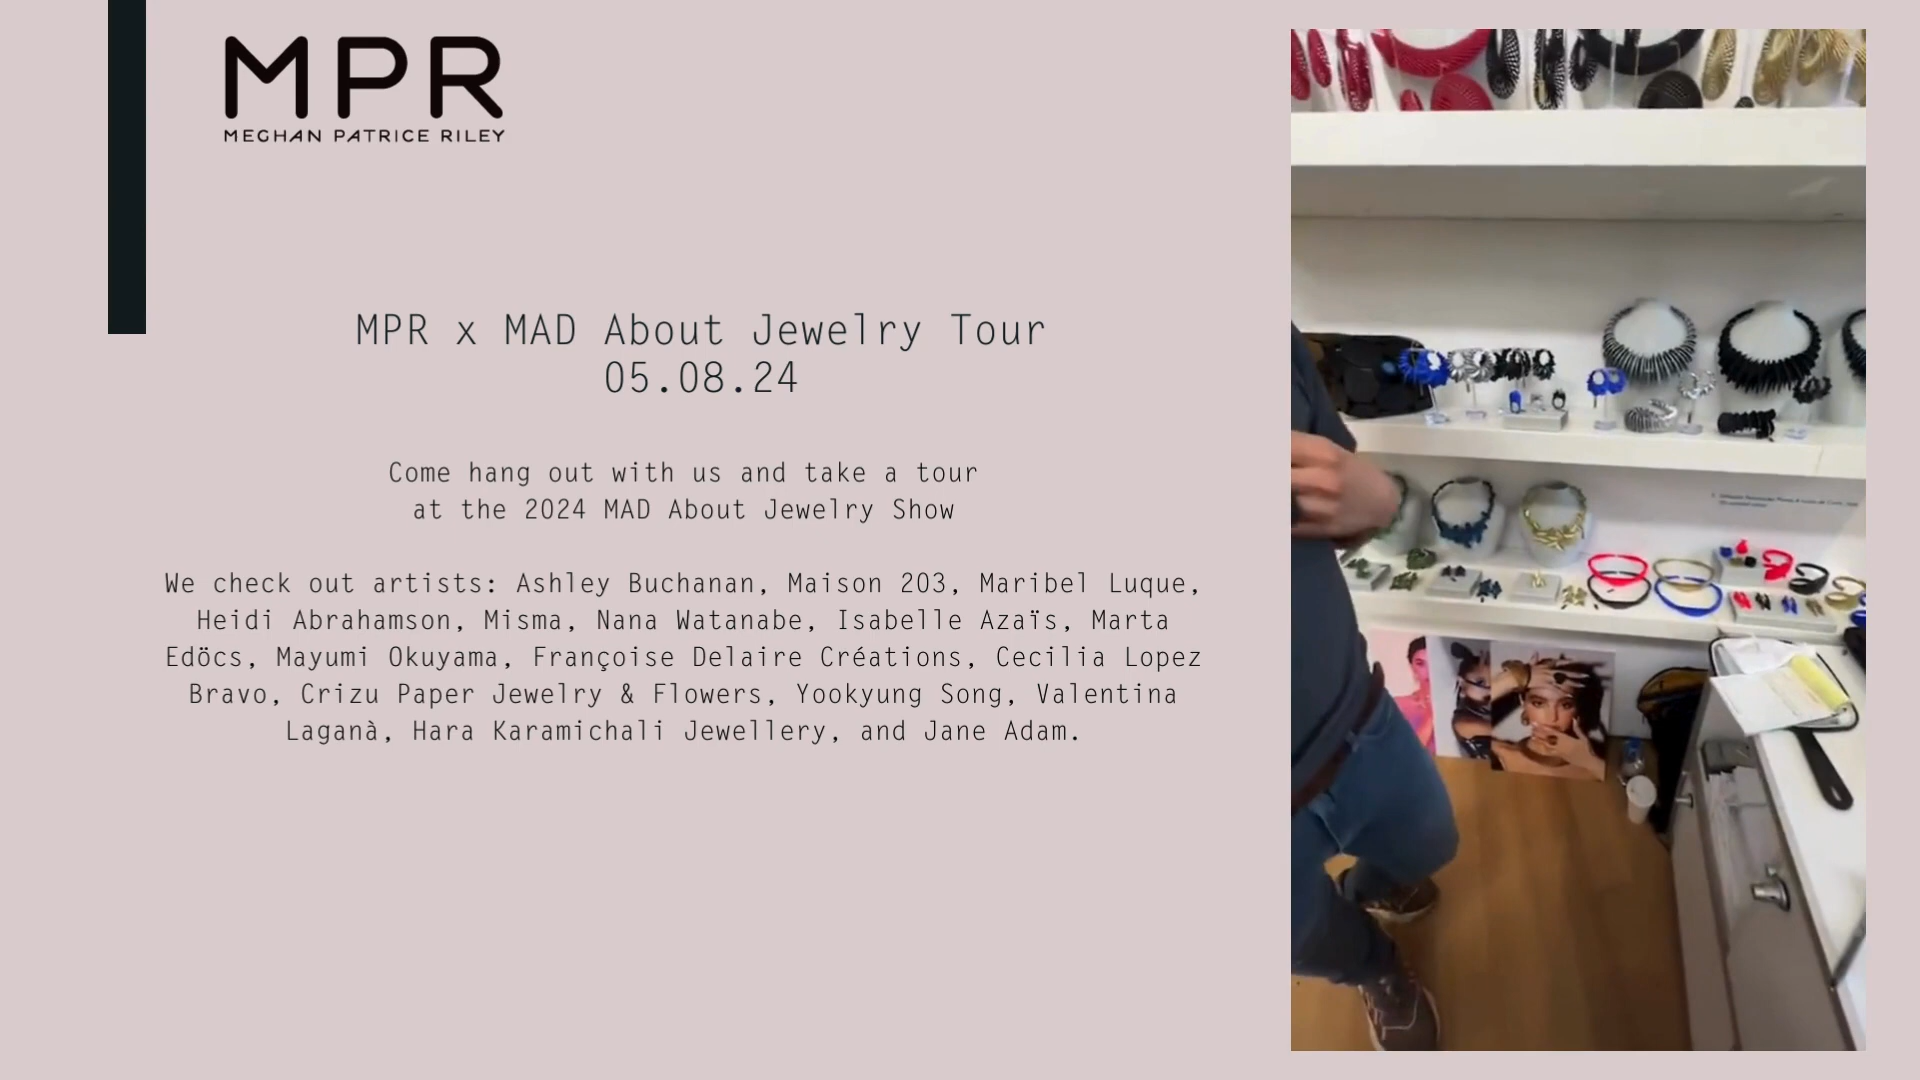 MPR
MEGHAN PATRICE RILEY
MPR x MAD About Jewelry Tour
05.08.24
Come hang out with us and take a tour
at the 2024 MAD About Jewelry Show
We check out artists: Ashley Buchanan, Maison 203, Maribel Luque,
Heidi Abrahamson, Misma, Nana Watanabe, Isabelle Azaïs, Marta
Edöcs, Mayumi Okuyama, Françoise Delaire Créations, Cecilia Lopez
Bravo, Crizu Paper Jewelry & Flowers, Yookyung Song, Valentina
Laganà, Hara Karamichali Jewellery, and Jane Adam.